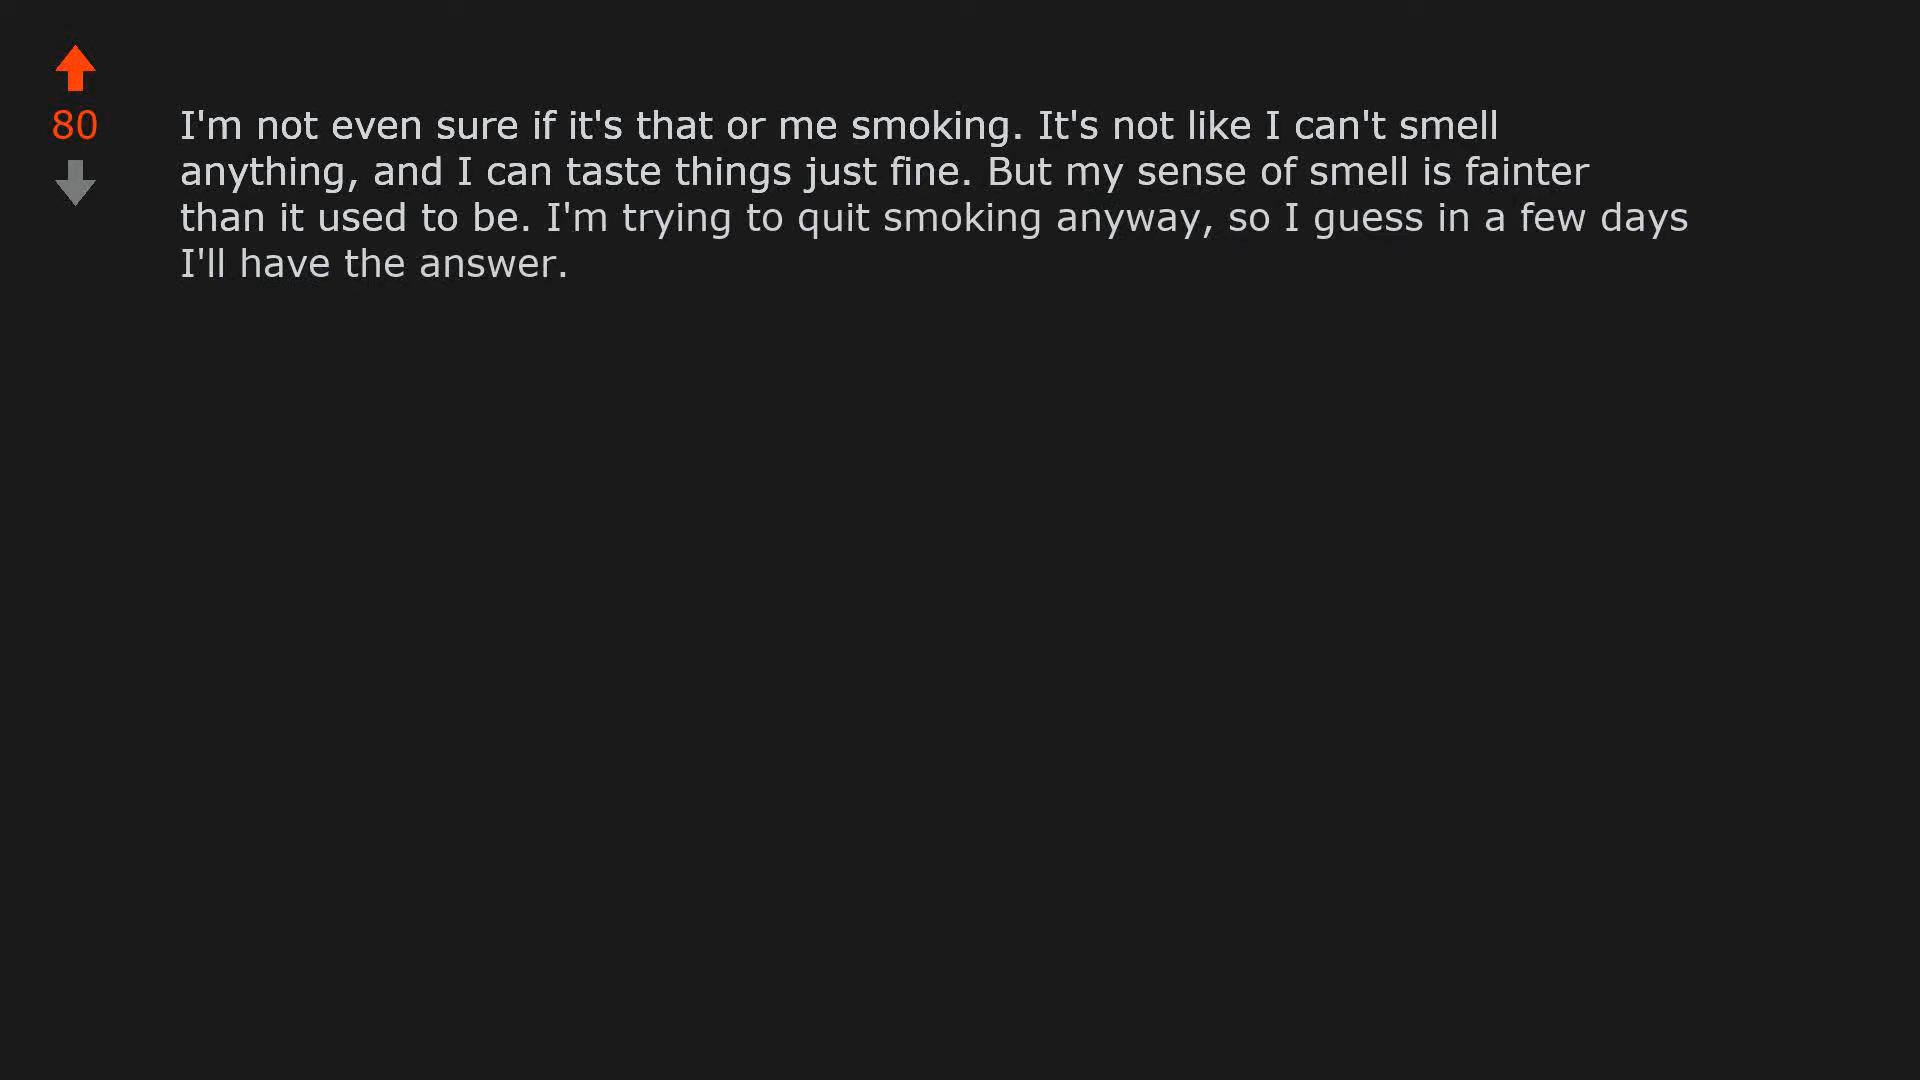 80
I'm not even sure if it's that or me smoking. It's not like I can't smell
anything, and I can taste things just fine. But my sense of smell is fainter
than it used to be. I'm trying to quit smoking anyway, so I guess in a few days
I'll have the answer.